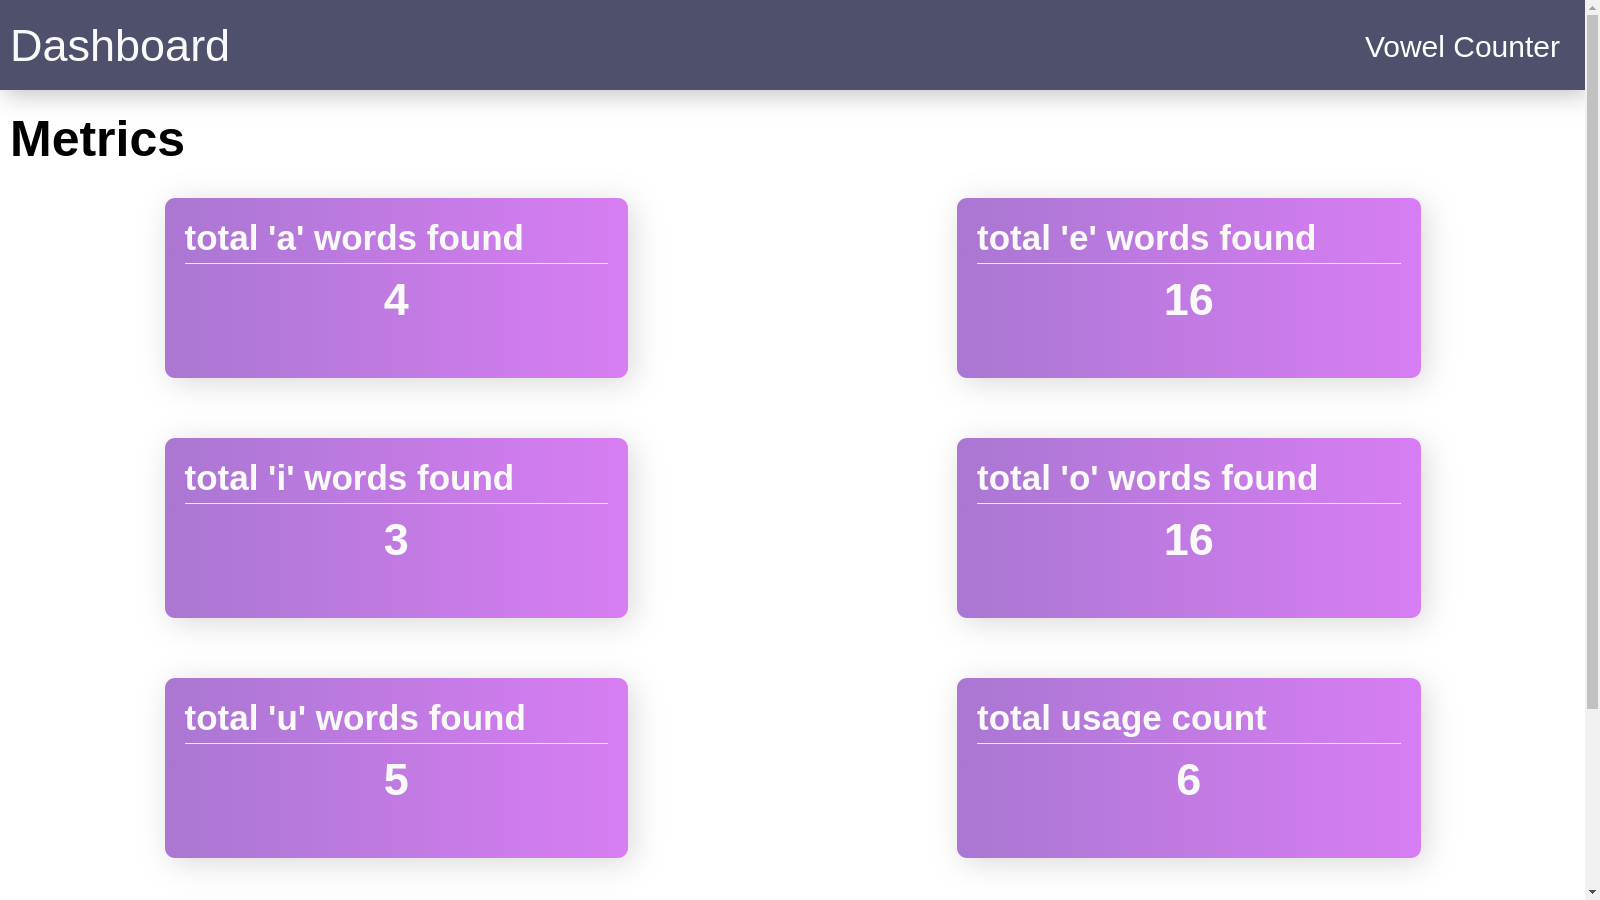 Dashboard
Vowel Counter
Metrics
total 'a' words found
4
total 'e' words found
16
total 'i' words found
3
total 'o' words found
16
total 'u' words found
5
total usage count
6